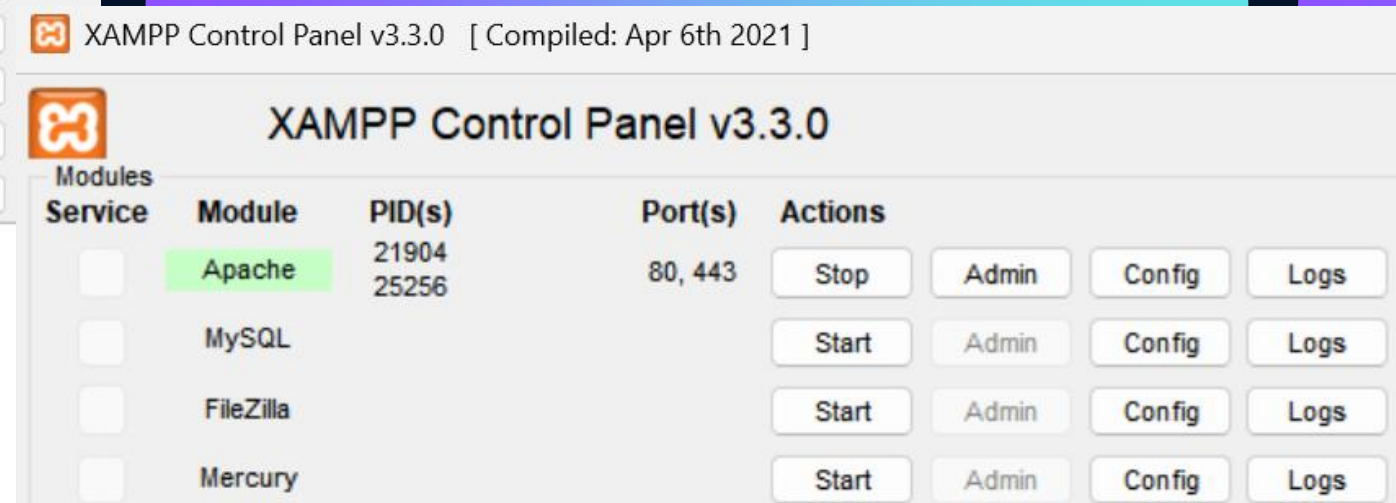 XAMPP Control Panel v3.3.0 [ Compiled: Apr 6th 2021 ]
XAMPP Control Panel v3.3.0
Modules
Service Module PID(s) Port(s) Actions
Apache 21904 25256 80, 443 Stop Admin Config Logs
MySQL Start Admin Config Logs
FileZilla Start Admin Config Logs
Mercury Start Admin Config Logs